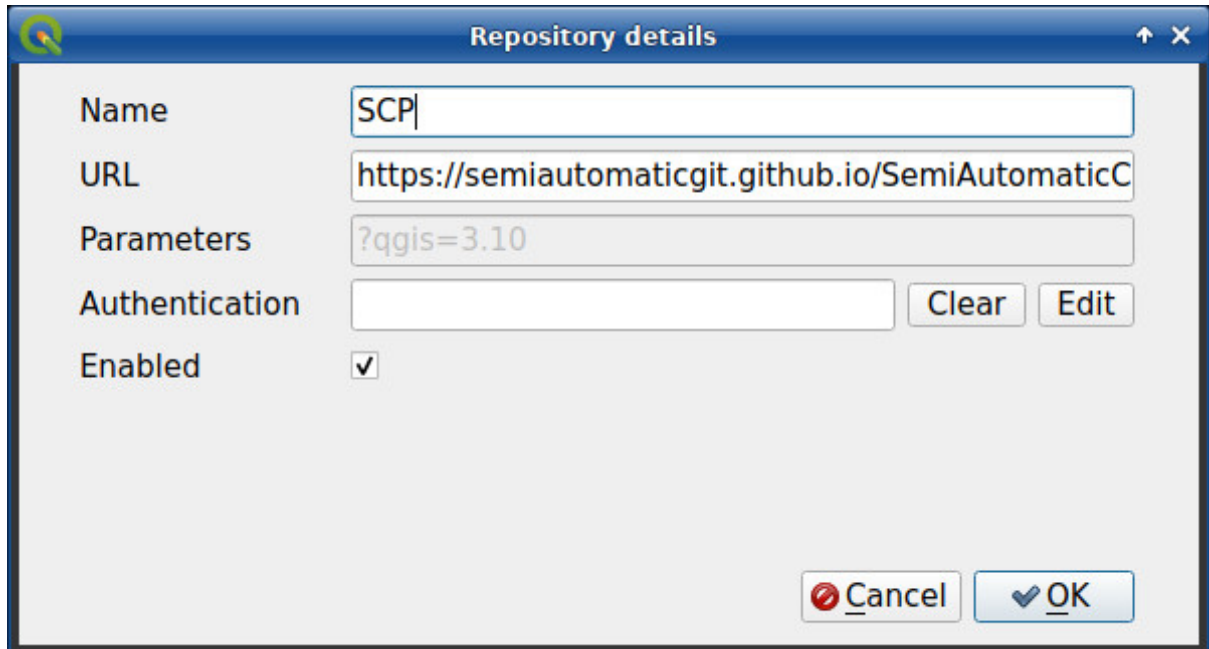 Repository details
Name SCP
URL https://semiautomaticgit.github.io/SemiAutomaticC
Parameters ?qgis=3.10
Authentication Clear Edit
Enabled
Cancel OK